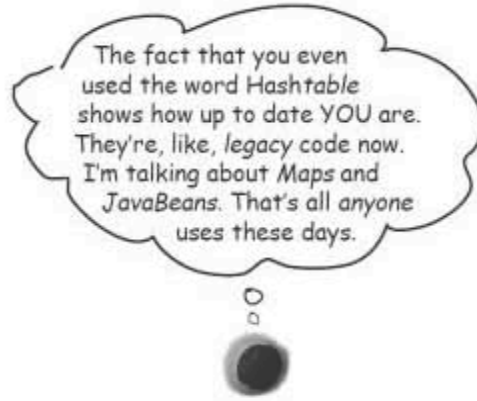 The fact that you even
used the word Hashtable
shows how up to date YOU are.
They're, like, legacy code now.
I'm talking about Maps and
JavaBeans. That's all anyone
uses these days.